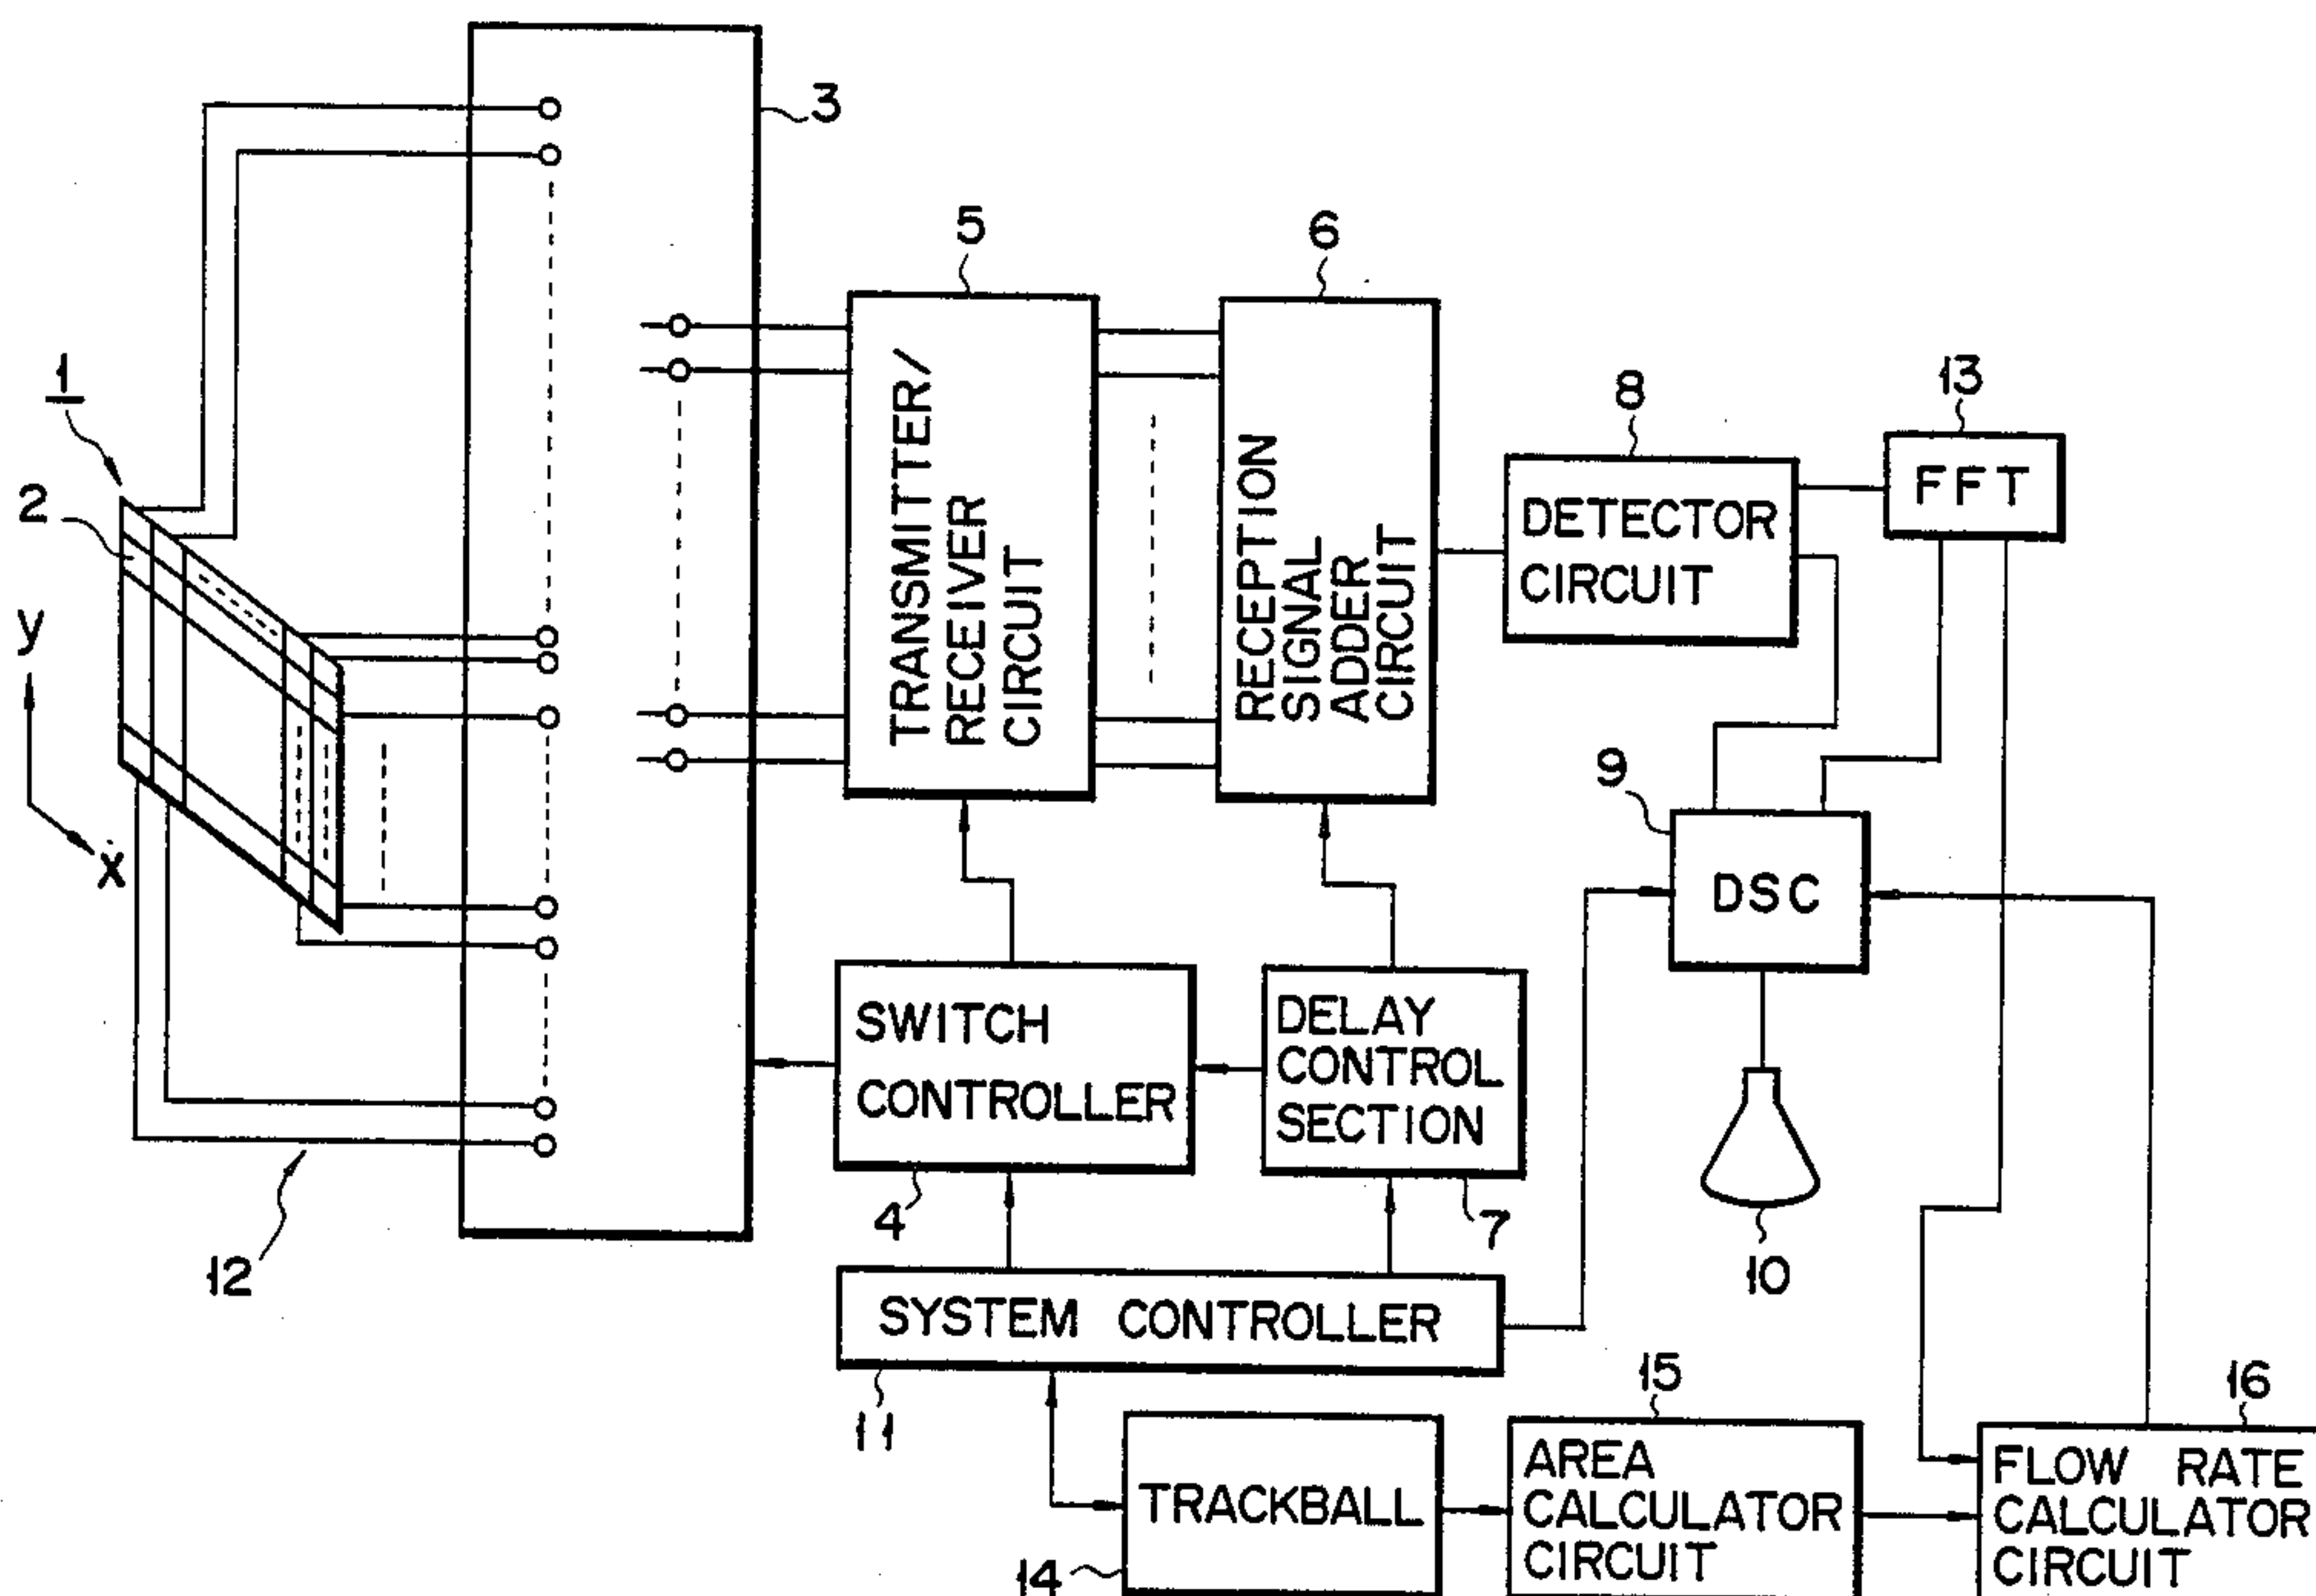 3
5
6
1
2
8
13
TRANSMITTER/
RECEIVER
CIRCUIT
RECEPTION
SIGNAL
ADDER
CIRCUIT
DETECTOR
CIRCUIT
FFT
y
x
9
DSC
SWITCH
CONTROLLER
DELAY
CONTROL
SECTION
4
7
10
12
SYSTEM CONTROLLER
11
15
16
TRACKBALL
14
AREA
CALCULATOR
CIRCUIT
FLOW RATE
CALCULATOR
CIRCUIT